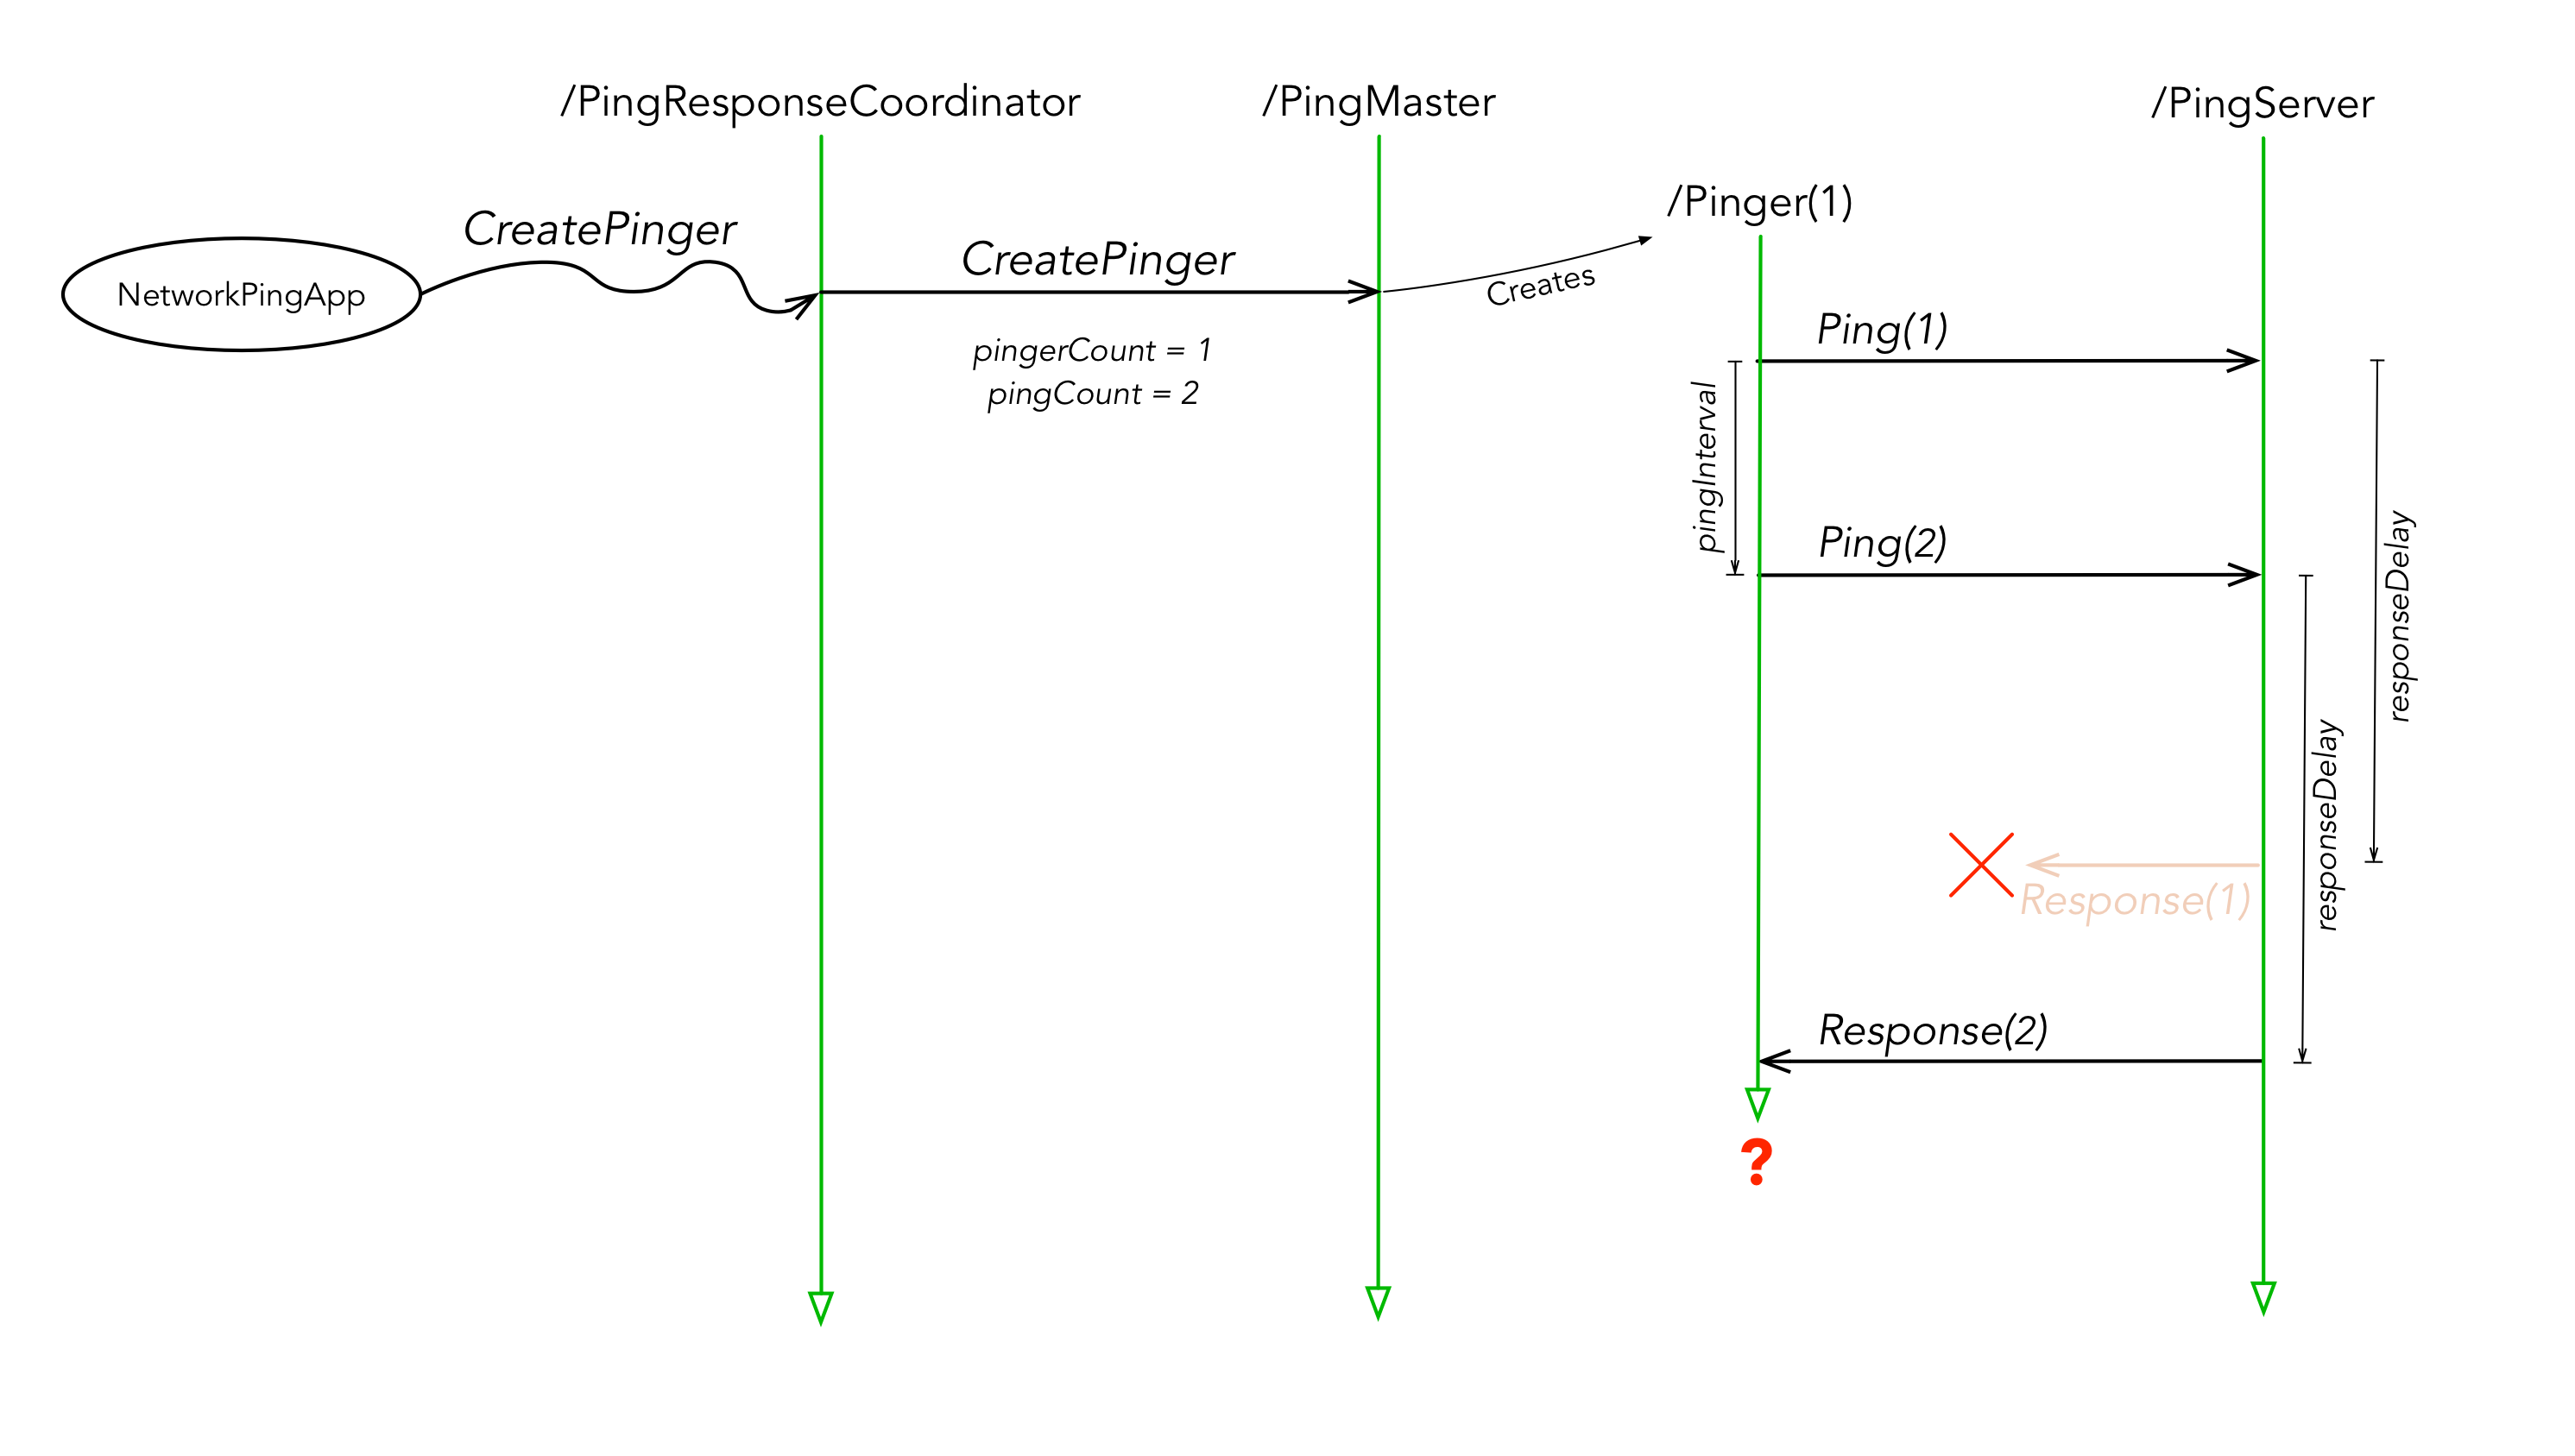 /PingResponseCoordinator
/PingMaster
/PingServer
/Pinger(1)
CreatePinger
NetworkPingApp
CreatePinger
Creates
pingerCount = 1
pingCount = 2
Ping(1)
pingInterval
Ping(2)
responseDelay
responseDelay
Response(1)
Response(2)
?